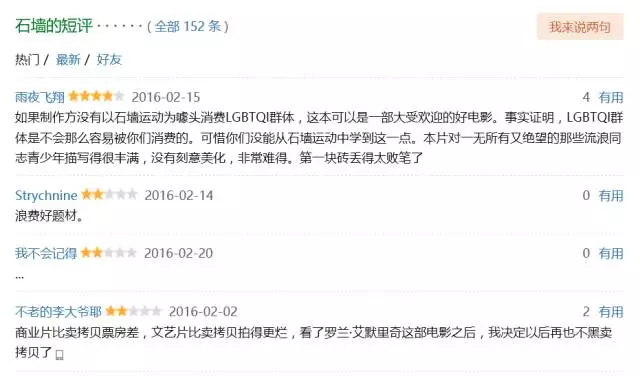 石墙的短评 · · · · · · ( 全部 152 条 ) 我来说两句
热门 / 最新 / 好友
雨夜飞翔 2016-02-15 4 有用
如果制作方没有以石墙运动为噱头消费LGBTQI群体，这本可以是一部大受欢迎的好电影。事实证明，LGBTQI群
体是不会那么容易被你们消费的。可惜你们没能从石墙运动中学到这一点。本片对一无所有又绝望的那些流浪同
志青少年描写得很丰满，没有刻意美化，非常难得。第一块砖丢得太败笔了
Strychnine 2016-02-14 0 有用
浪费好题材。
我不会记得 2016-02-20 0 有用
...
不老的李大爷耶 2016-02-02 2 有用
商业片比卖拷贝票房差，文艺片比卖拷贝拍得更烂，看了罗兰·艾默里奇这部电影之后，我决定以后再也不黑卖
拷贝了